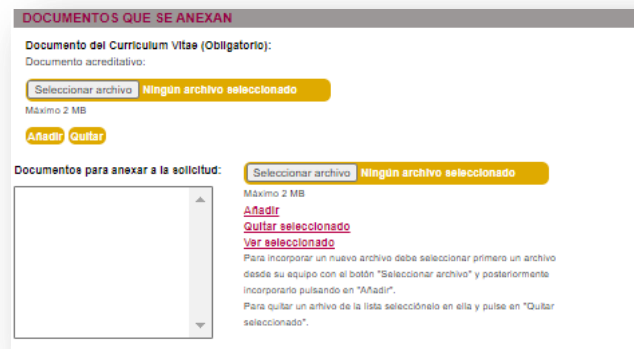 DOCUMENTOS QUE SE ANEXAN
Documento del Curriculum Vitae (Obligatorio):
Documento acreditativo:
Seleccionar archivo Ningún archivo seleccionado
Máximo 2 MB
Añadir Quitar
Documentos para anexar a la solicitud:
Seleccionar archivo Ningún archivo seleccionado
Máximo 2 MB
Añadir
Quitar seleccionado
Ver seleccionado
Para incorporar un nuevo archivo debe seleccionar primero un archivo
desde su equipo con el botón "Seleccionar archivo" y posteriormente
incorporarlo pulsando en "Añadir".
Para quitar un arhivo de la lista selecciónelo en ella y pulse en "Quitar
seleccionado".